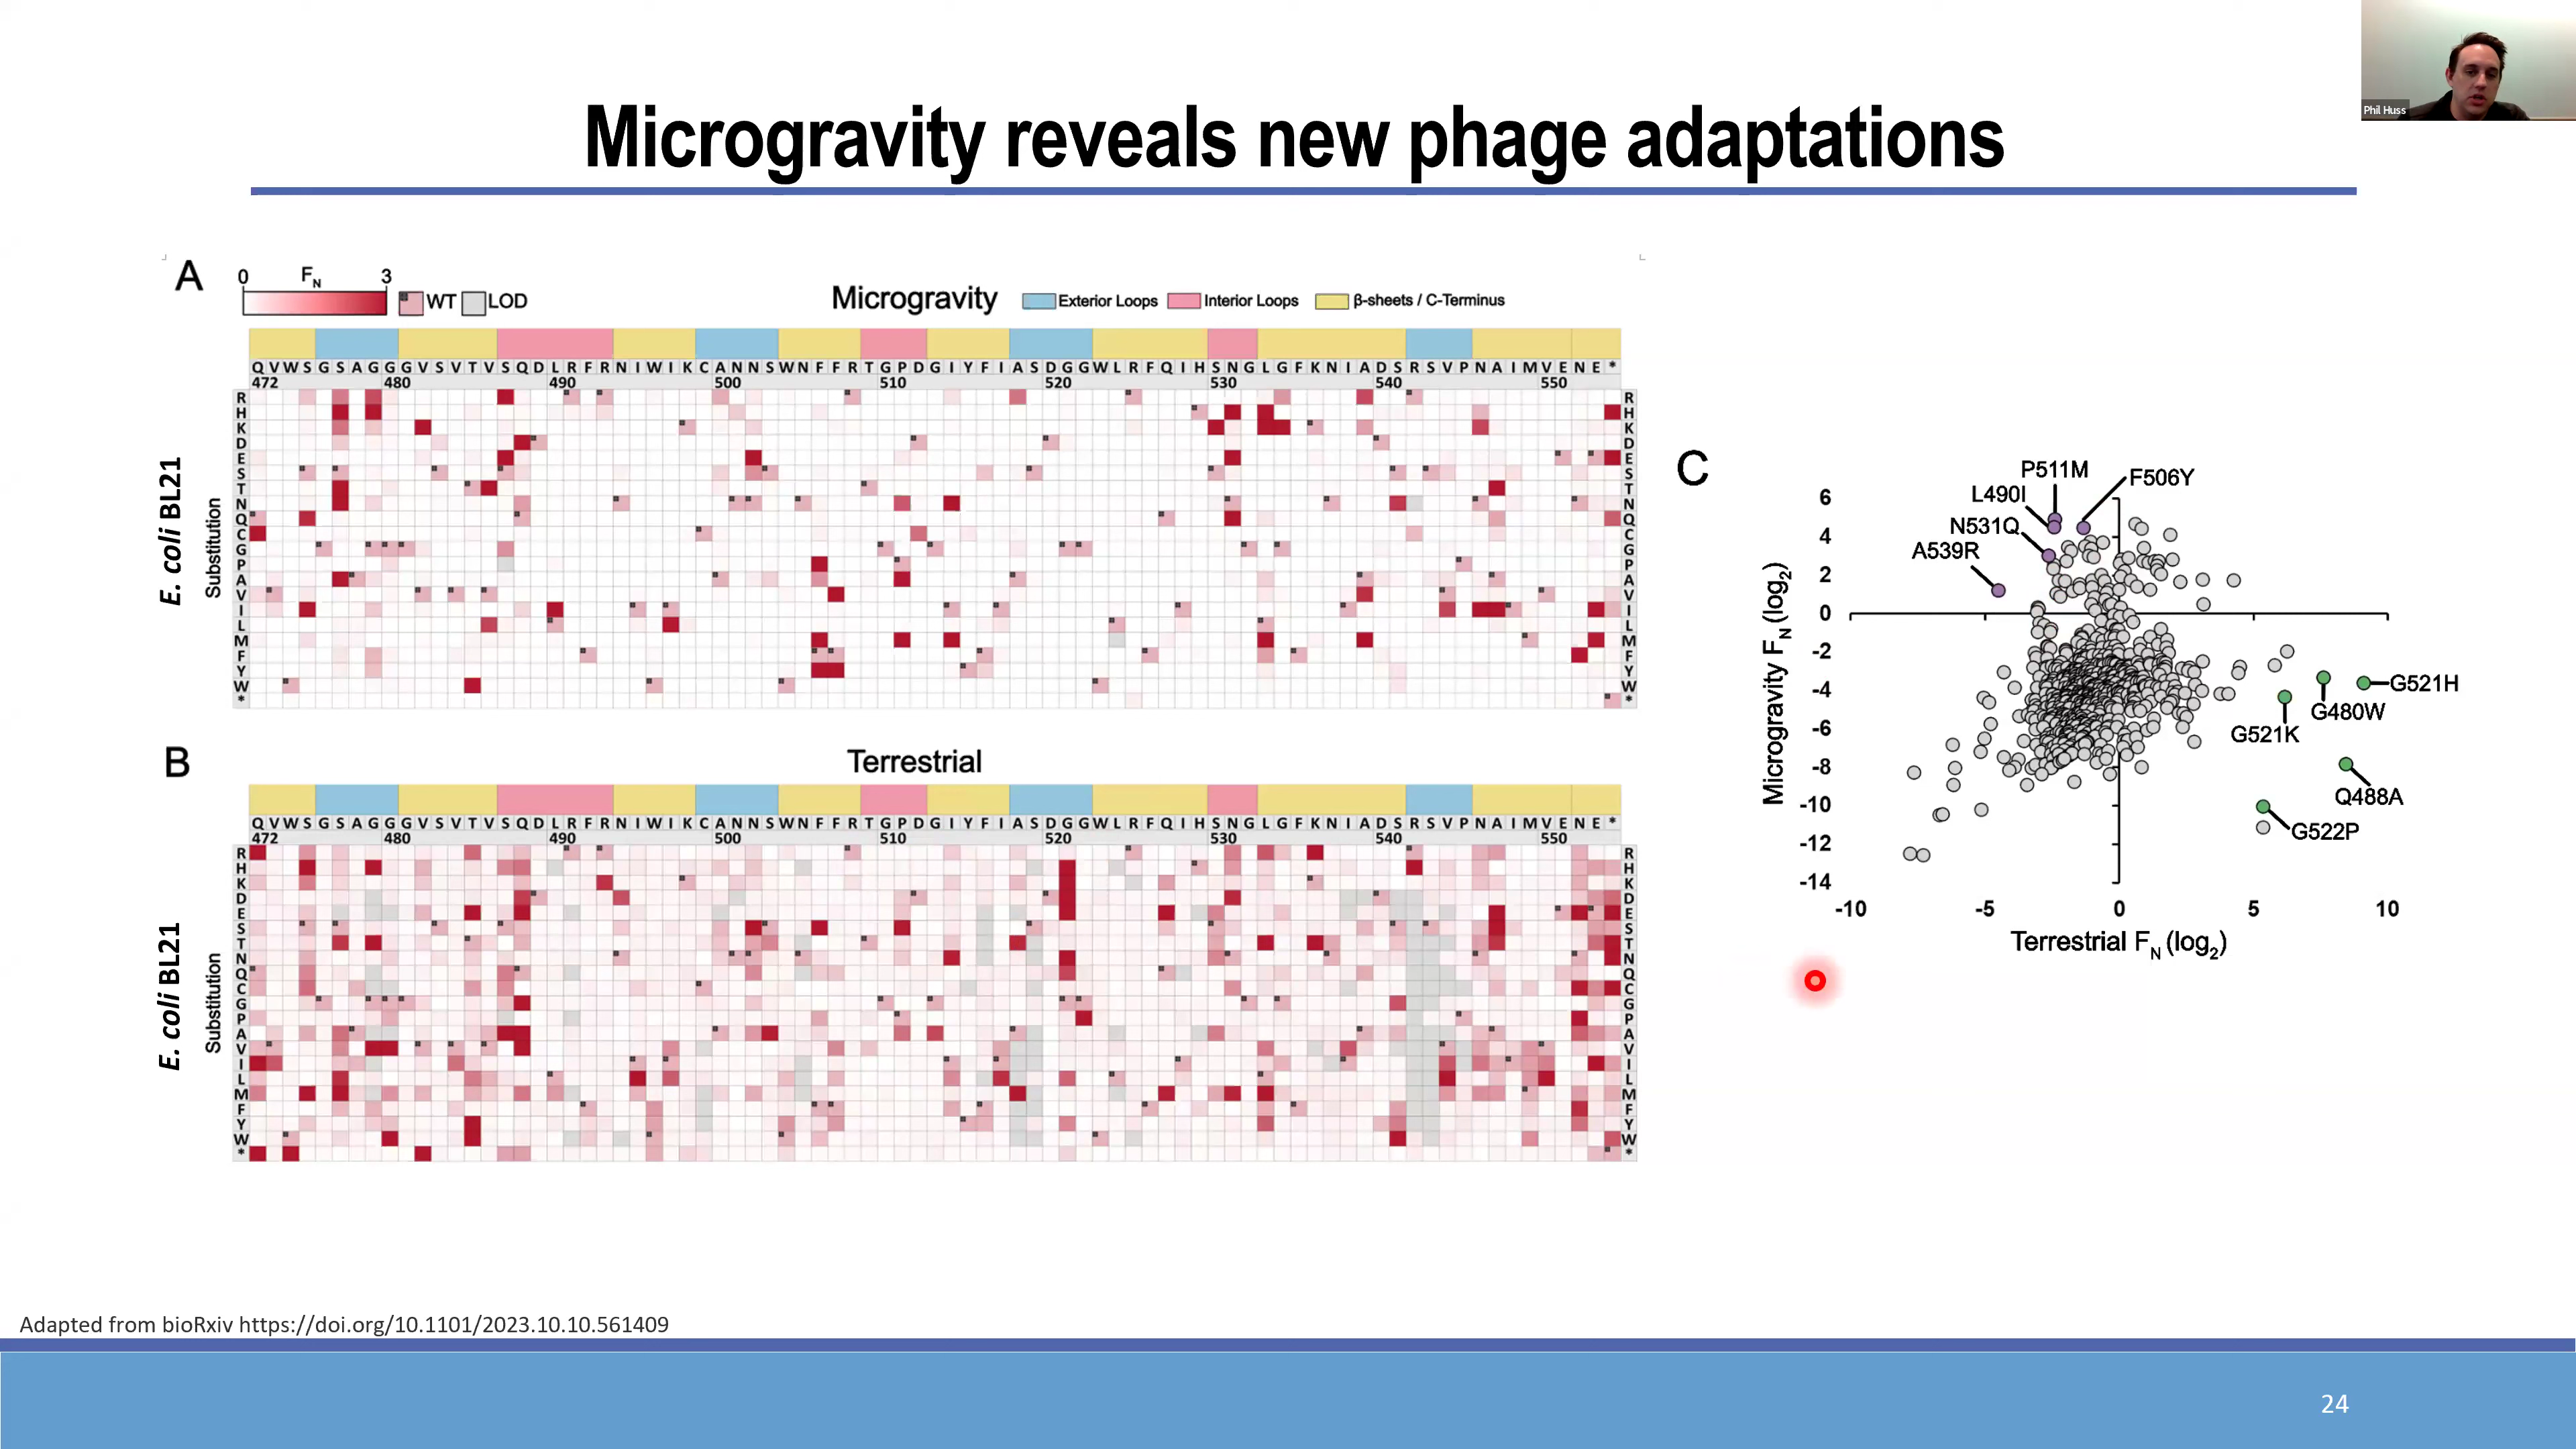 Phil Huss
Microgravity reveals new phage adaptations
A
0 F_N 3
WT LOD
Microgravity
Exterior Loops Interior Loops β-sheets / C-Terminus
Q V W S G S A G G G V S V T V S Q D L R F R N I W I K C A N N S W N F F R T G P D G I Y F I A S D G G W L R F Q I H S N G L G F K N I A D S R S V P N A I M V E N E *
472 480 490 500 510 520 530 540 550
E. coli BL21
Substitution
R R
H H
K K
D D
E E
S S
T T
N N
Q Q
C C
G G
P P
A A
V V
I I
L L
M M
F F
Y Y
W W
* *
B
Terrestrial
Q V W S G S A G G G V S V T V S Q D L R F R N I W I K C A N N S W N F F R T G P D G I Y F I A S D G G W L R F Q I H S N G L G F K N I A D S R S V P N A I M V E N E *
472 480 490 500 510 520 530 540 550
E. coli BL21
Substitution
R R
H H
K K
D D
E E
S S
T T
N N
Q Q
C C
G G
P P
A A
V V
I I
L L
M M
F F
Y Y
W W
* *
C
Microgravity F_N (log_2)
6
4
2
0
-2
-4
-6
-8
-10
-12
-14
P511M
F506Y
L490I
N531Q
A539R
G521H
G480W
G521K
Q488A
G522P
-10 -5 0 5 10
Terrestrial F_N (log_2)
Adapted from bioRxiv https://doi.org/10.1101/2023.10.10.561409
24